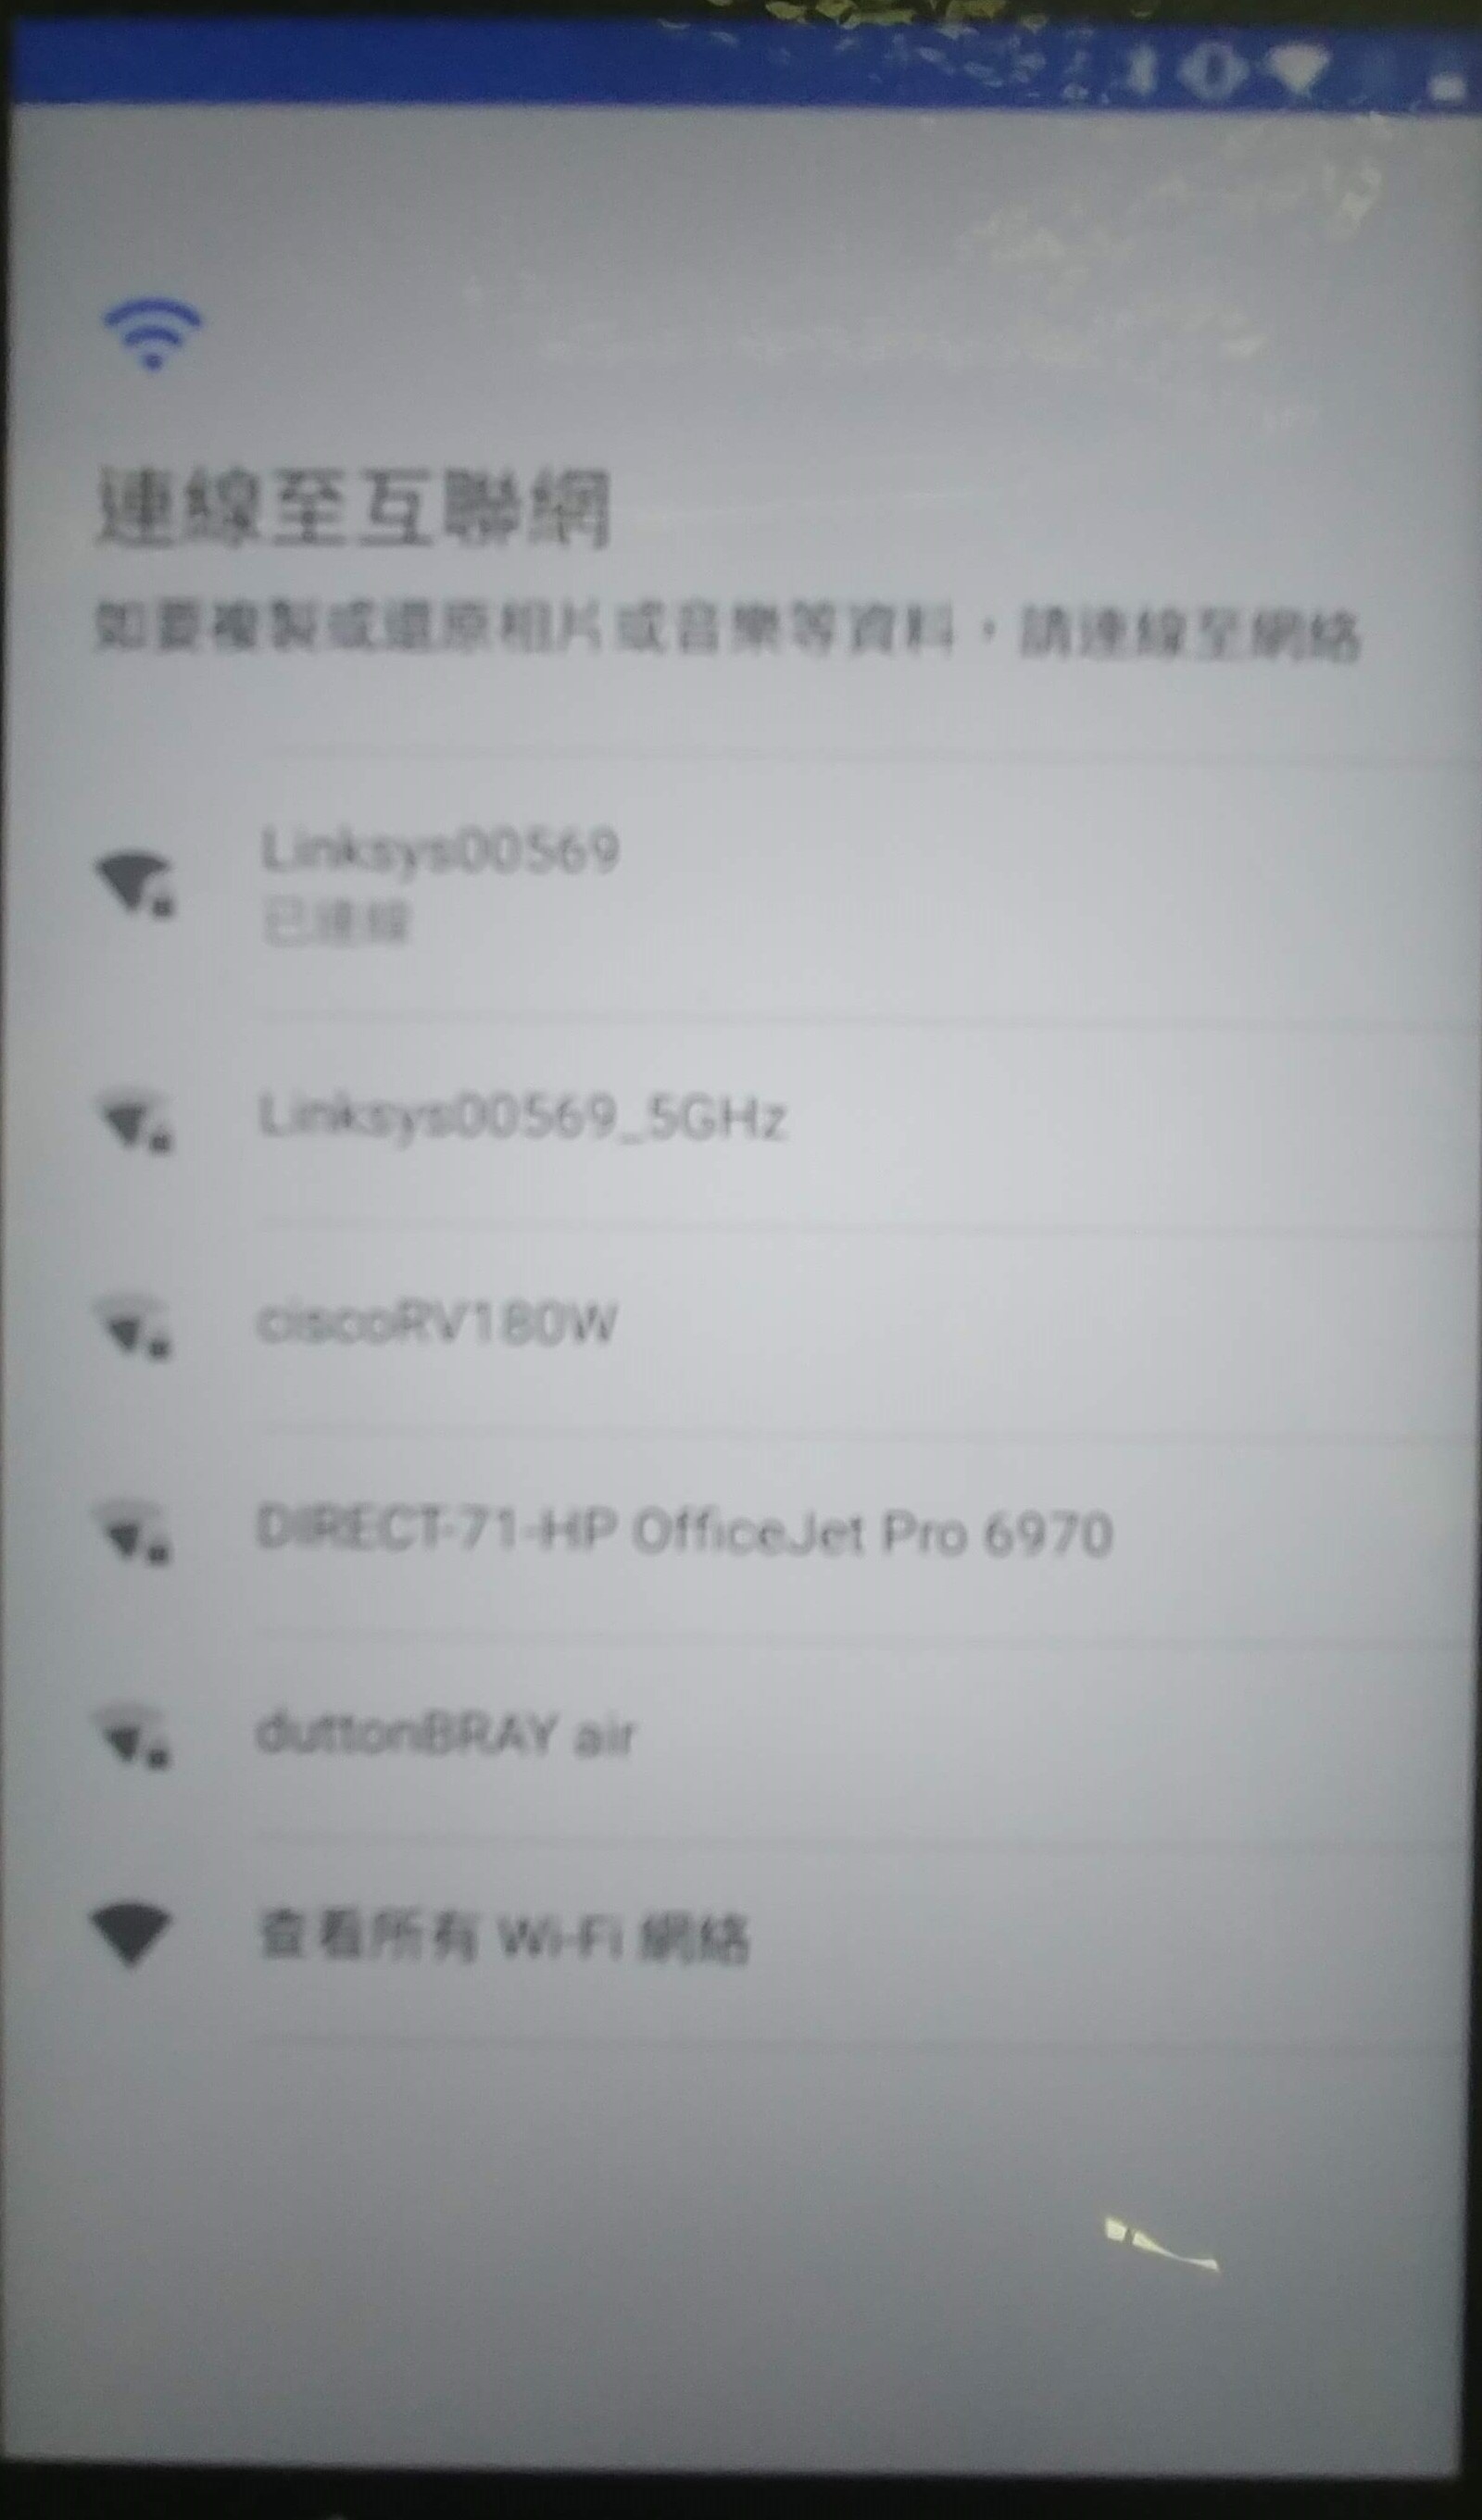 連線至互聯網
如要複製或還原相片或音樂等資料，請連線至網絡
Linksys00569
已連線
Linksys00569_5GHz
ciscoRV180W
DIRECT-71-HP OfficeJet Pro 6970
duttonBRAY air
查看所有 Wi-Fi 網絡